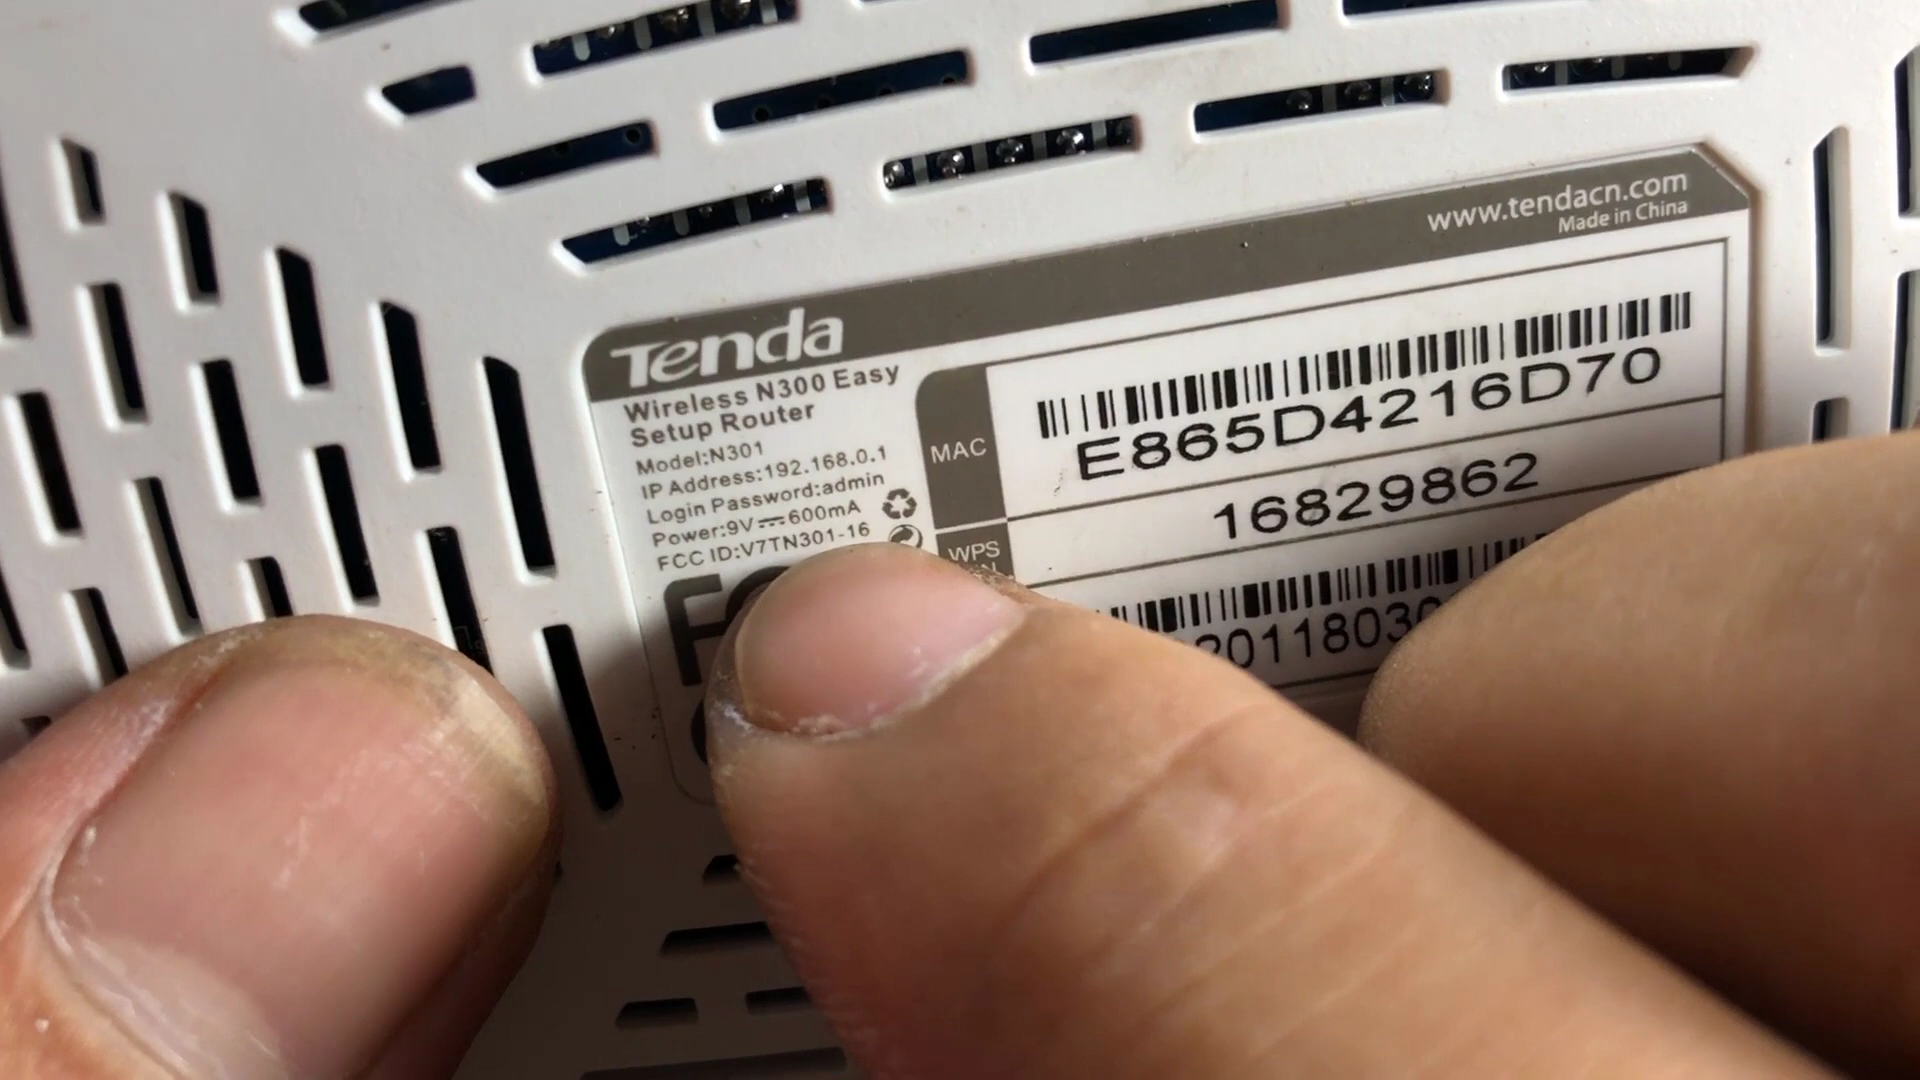 www.tendacn.com
Made in China
Tenda
Wireless N300 Easy
Setup Router
Model:N301
IP Address:192.168.0.1
Login Password:admin
Power:9V⎓600mA
FCC ID:V7TN301-16
MAC
E865D4216D70
WPS
16829862
2011803